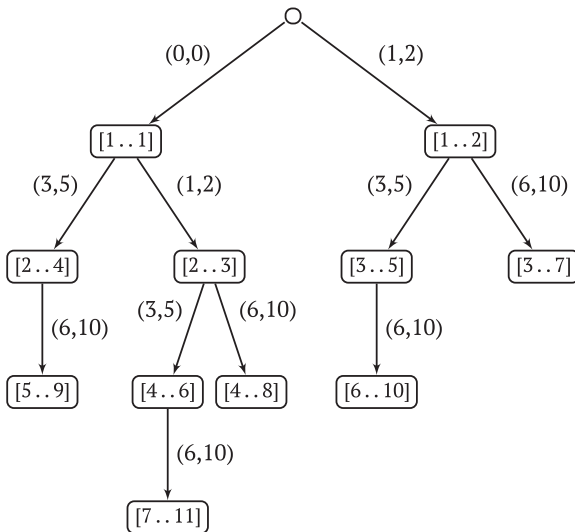 (0,0) (1,2)
[1 . . 1] [1 . . 2]
(3,5) (1,2) (3,5) (6,10)
[2 . . 4] [2 . . 3] [3 . . 5] [3 . . 7]
(6,10) (3,5) (6,10) (6,10)
[5 . . 9] [4 . . 6] [4 . . 8] [6 . . 10]
(6,10)
[7 . . 11]